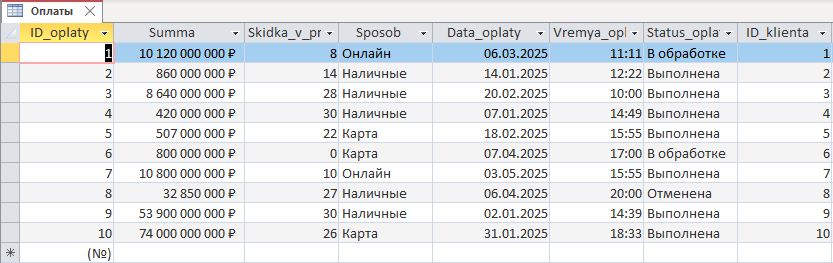 Оплаты
ID_oplaty Summa Skidka_v_pr Sposob Data_oplaty Vremya_opl Status_oplat ID_klienta
1 10 120 000 000 ₽ 8 Онлайн 06.03.2025 11:11 В обработке 1
2 860 000 000 ₽ 14 Наличные 14.01.2025 12:22 Выполнена 2
3 8 640 000 000 ₽ 28 Наличные 20.02.2025 10:00 Выполнена 3
4 420 000 000 ₽ 30 Наличные 07.01.2025 14:49 Выполнена 4
5 507 000 000 ₽ 22 Карта 18.02.2025 15:55 Выполнена 5
6 800 000 000 ₽ 0 Карта 07.04.2025 17:00 В обработке 6
7 10 800 000 000 ₽ 10 Онлайн 03.05.2025 15:55 Выполнена 7
8 32 850 000 ₽ 27 Наличные 06.04.2025 20:00 Отменена 8
9 53 900 000 000 ₽ 30 Наличные 02.01.2025 14:39 Выполнена 9
10 74 000 000 000 ₽ 26 Карта 31.01.2025 18:33 Выполнена 10
(№)